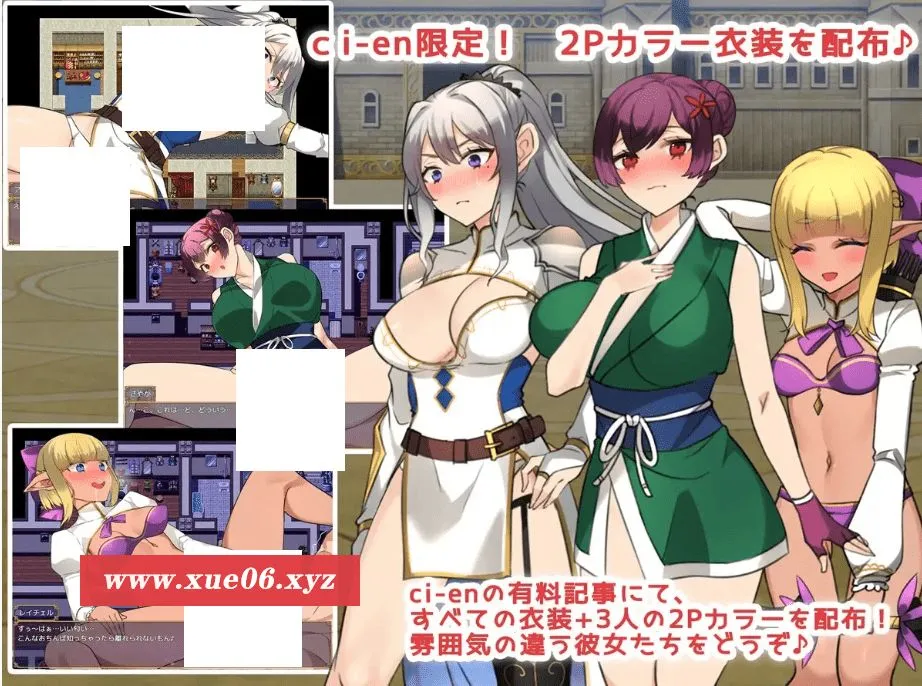 ci-en限定！　2Pカラー衣装を配布♪
さやか
レイチェル
すぅ～はぁ…いい匂い…
こんなおちんぽ知っちゃったら離れられないもん♪
www.xue06.xyz
ci-enの有料記事にて、
すべての衣装+3人の2Pカラーを配布！
雰囲気の違う彼女たちをどうぞ♪